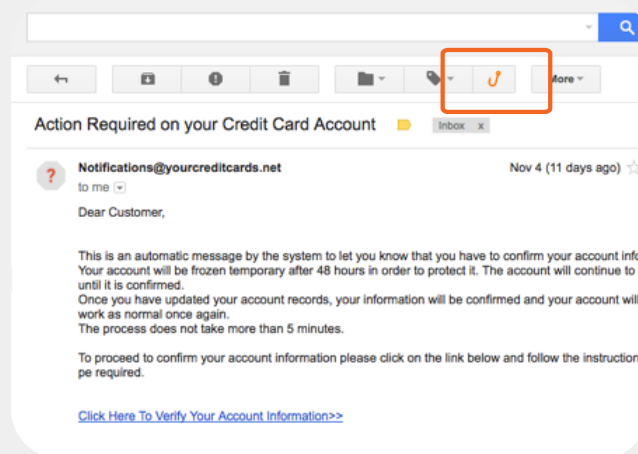 More
Action Required on your Credit Card Account
Inbox x
Notifications@yourcreditcards.net
Nov 4 (11 days ago)
to me
Dear Customer,
This is an automatic message by the system to let you know that you have to confirm your account info
Your account will be frozen temporary after 48 hours in order to protect it. The account will continue to
until it is confirmed.
Once you have updated your account records, your information will be confirmed and your account will
work as normal once again.
The process does not take more than 5 minutes.
To proceed to confirm your account information please click on the link below and follow the instruction
pe required.
Click Here To Verify Your Account Information>>